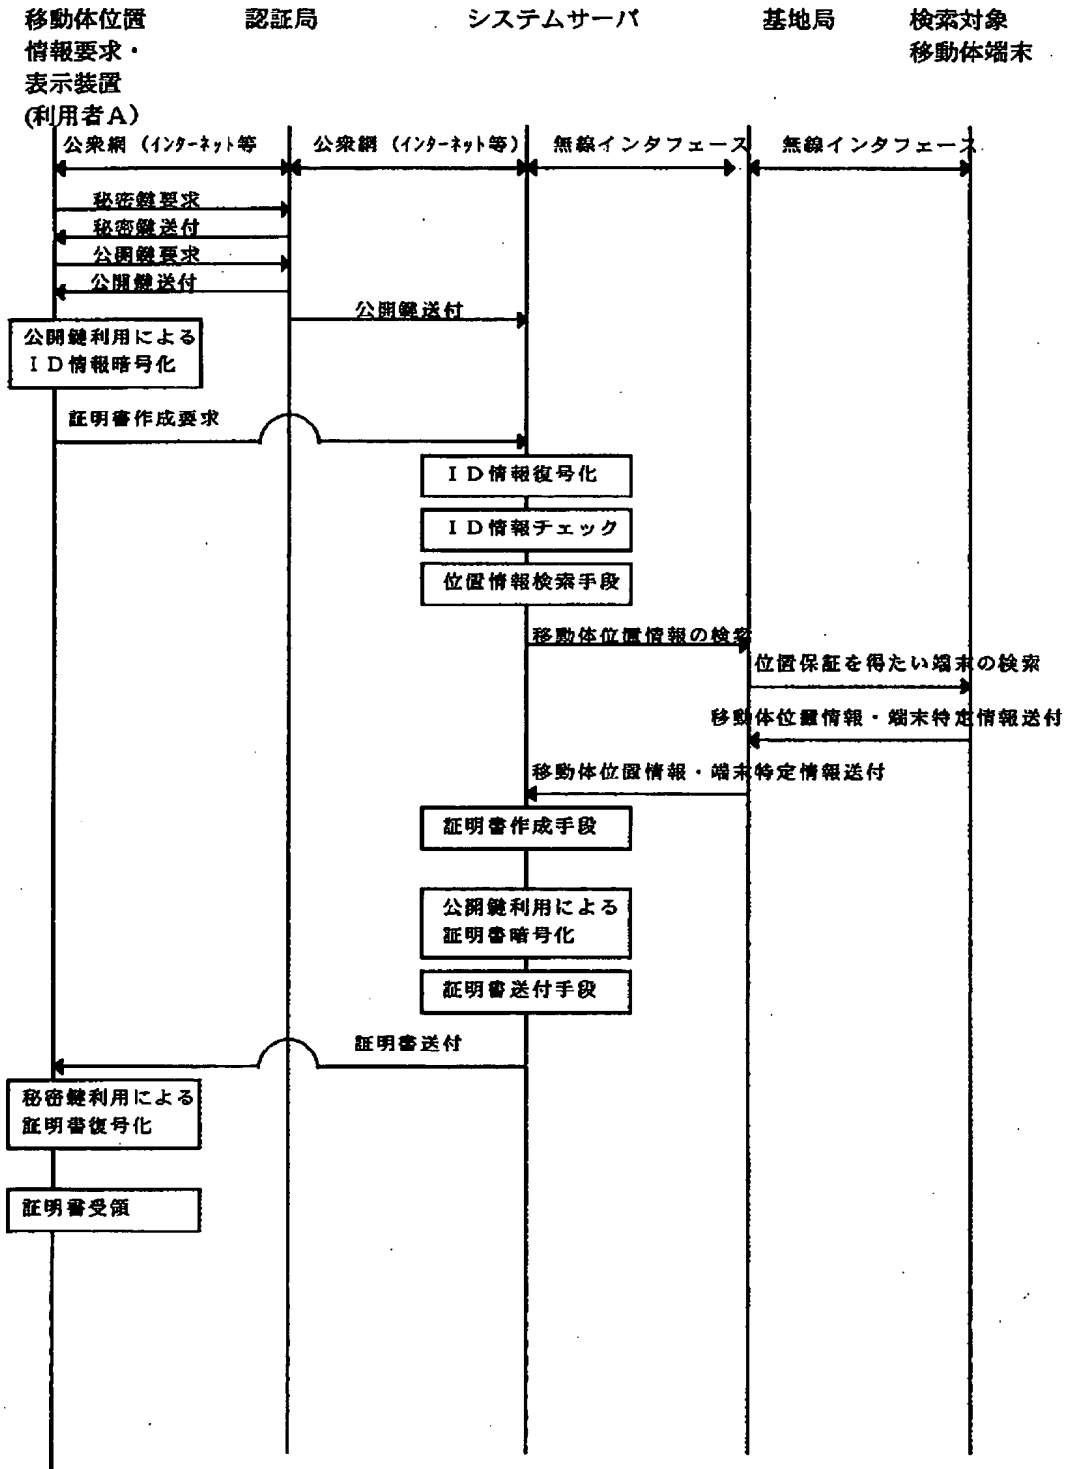 移動体位置
情報要求・
表示装置
(利用者A)
認証局
システムサーバ
基地局
検索対象
移動体端末
公衆網 (インターネット等
公衆網 (インターネット等)
無線インタフェース
無線インタフェース
秘密鍵要求
秘密鍵送付
公開鍵要求
公開鍵送付
公開鍵送付
公開鍵利用による
ID情報暗号化
証明書作成要求
ID情報復号化
ID情報チェック
位置情報検索手段
移動体位置情報の検索
位置保証を得たい端末の検索
移動体位置情報・端末特定情報送付
移動体位置情報・端末特定情報送付
証明書作成手段
公開鍵利用による
証明書暗号化
証明書送付手段
証明書送付
秘密鍵利用による
証明書復号化
証明書受領